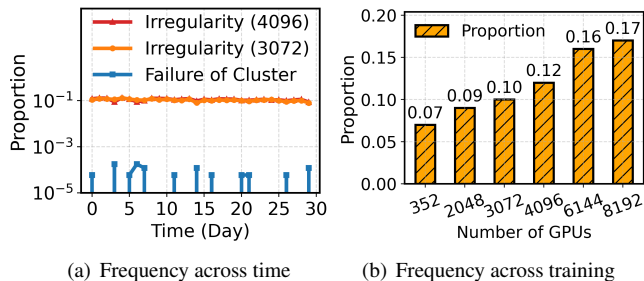 Irregularity (4096)
Irregularity (3072)
Failure of Cluster
Proportion
10⁻¹
10⁻³
10⁻⁵
0 5 10 15 20 25 30
Time (Day)
(a) Frequency across time
Proportion
0.20
0.15
0.10
0.05
0.00
Proportion
0.07 0.09 0.10 0.12 0.16 0.17
352 2048 3072 4096 6144 8192
Number of GPUs
(b) Frequency across training